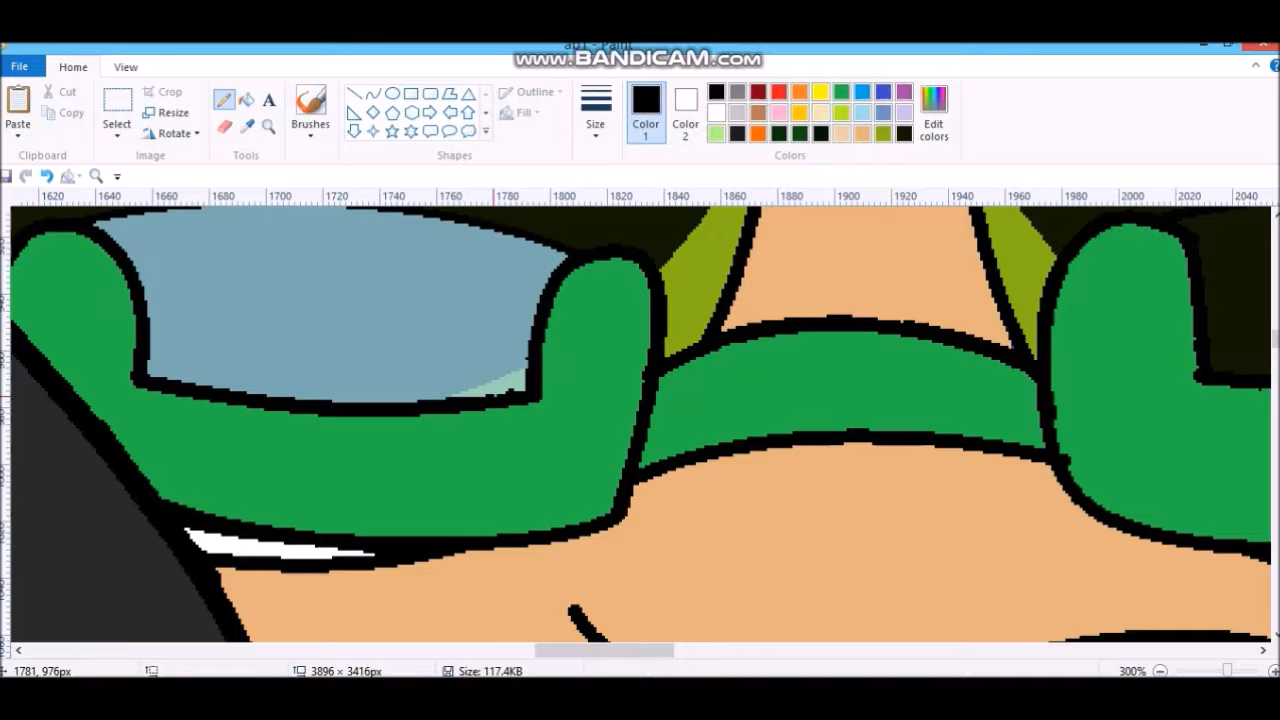 ab1 - Paint
www.BANDICAM.com
File Home View
Cut
Copy
Paste
Clipboard
Crop
Resize
Rotate
Select
Image
A
Tools
Brushes
Outline
Fill
Shapes
Size
Color 1
Color 2
Edit colors
Colors
1620 1640 1660 1680 1700 1720 1740 1760 1780 1800 1820 1840 1860 1880 1900 1920 1940 1960 1980 2000 2020 2040
1781, 976px 3896 × 3416px Size: 117.4KB 300%